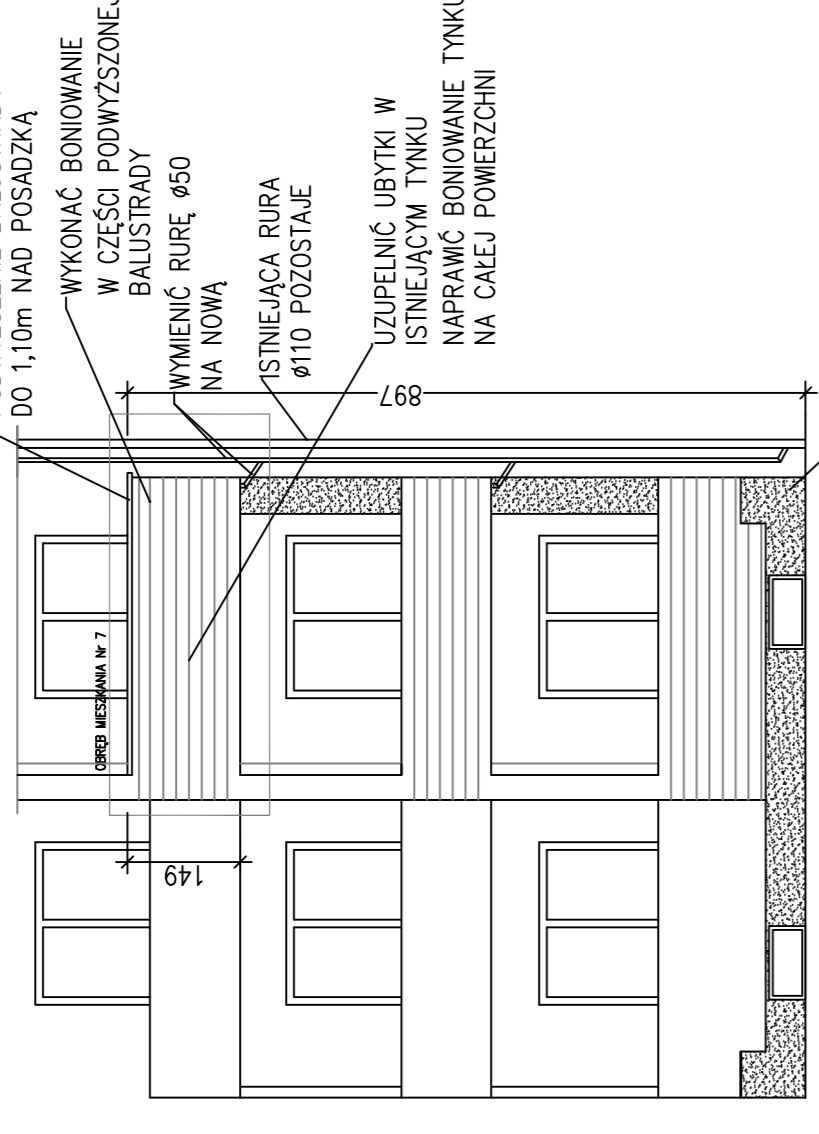 DO 1,10m NAD POSADZKĄ
WYKONAĆ BONIOWANIE
W CZĘŚCI PODWYŻSZONEJ
BALUSTRADY
WYMIENIĆ RURĘ ø50
NA NOWĄ
ISTNIEJĄCA RURA
ø110 POZOSTAJE
UZUPEŁNIĆ UBYTKI W
ISTNIEJĄCYM TYNKU
NAPRAWIĆ BONIOWANIE TYNKU
NA CAŁEJ POWIERZCHNI
OBRĘB MIESZKANIA Nr 7
897
149